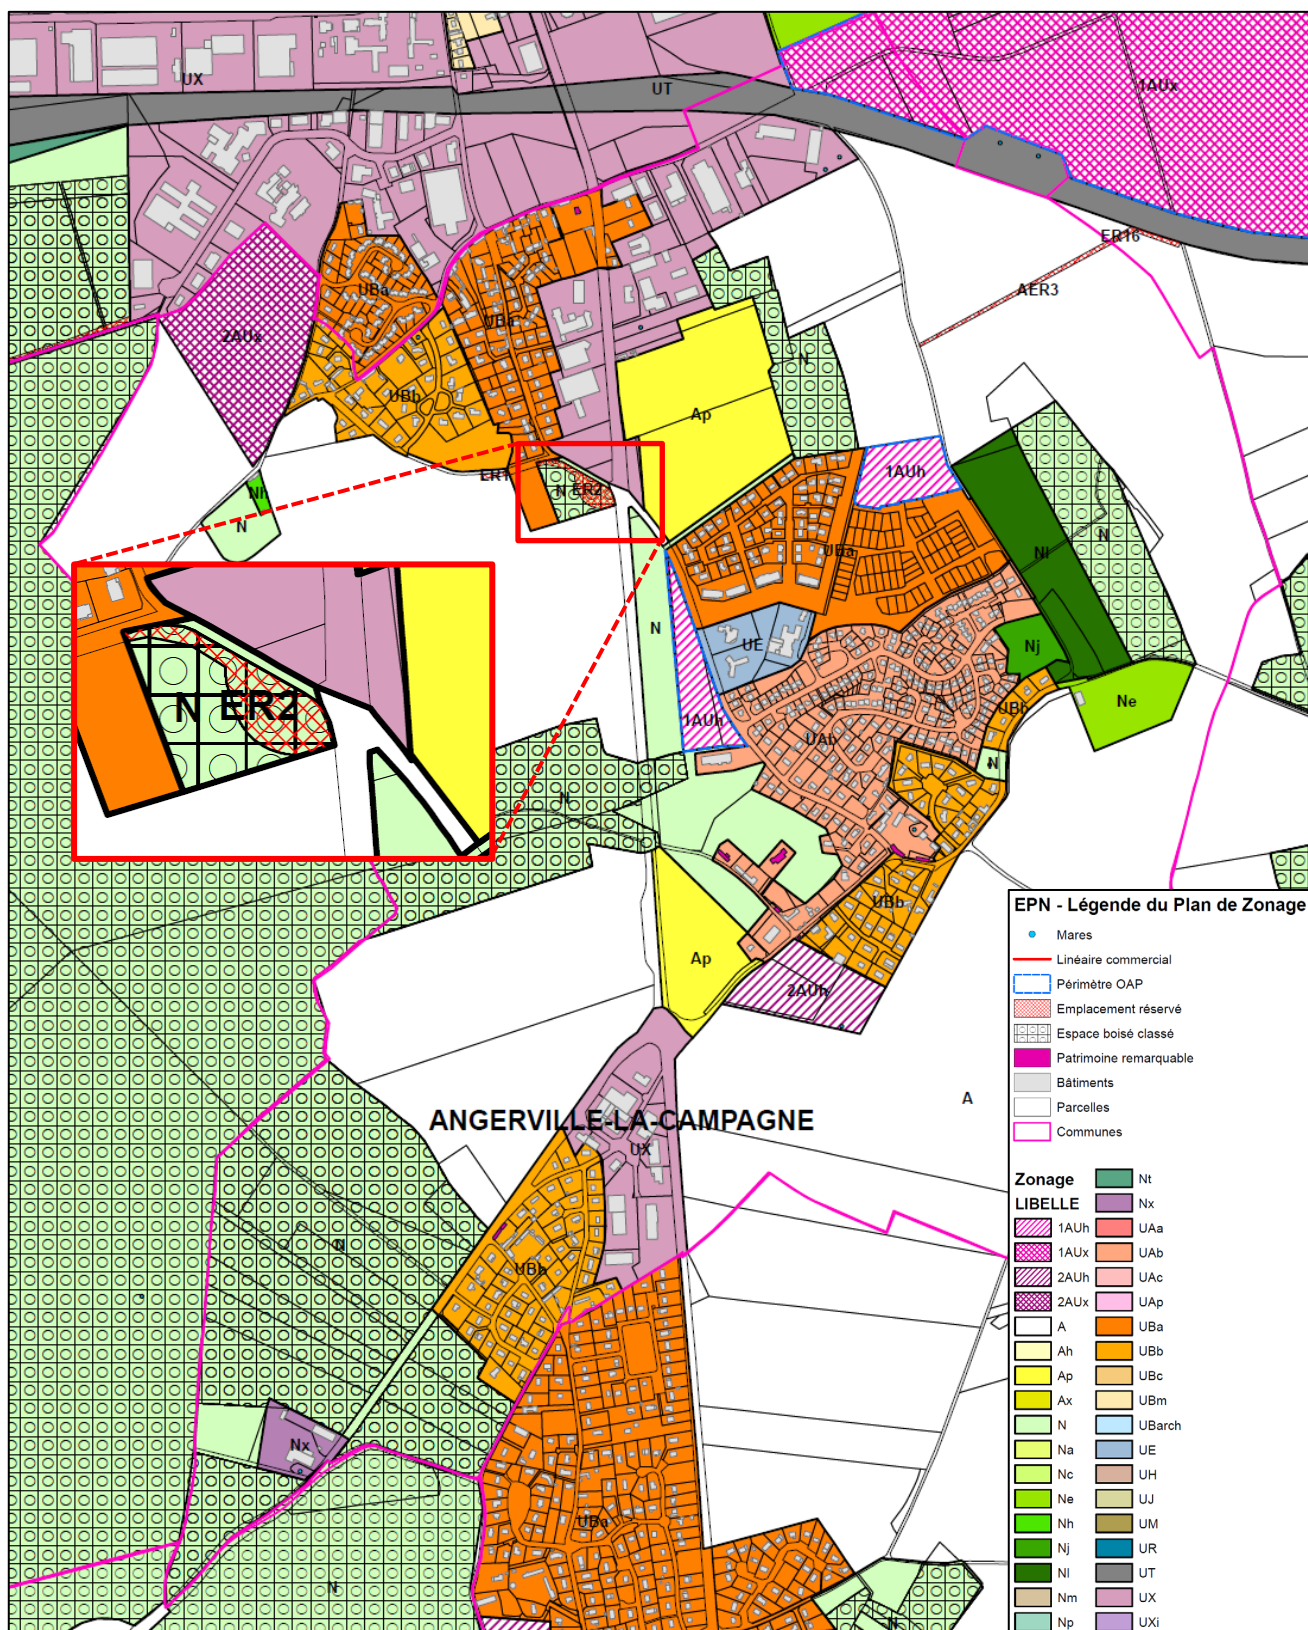 UX
UT
1AUx
ER16
AER3
UBa
UBa
2AUx
N
UBb
Ap
1AUh
ER1
N ER2
Nh
N
UBa
Nl
N
N
UE
Nj
N ER2
1AUh
UBb
Ne
UAb
N
N
UBb
Ap
2AUh
EPN - Légende du Plan de Zonage
Mares
Linéaire commercial
Périmètre OAP
Emplacement réservé
Espace boisé classé
Patrimoine remarquable
Bâtiments
Parcelles
Communes
A
ANGERVILLE-LA-CAMPAGNE
UX
N
UBb
Nx
UBa
N
N
Zonage
LIBELLE
1AUh
1AUx
2AUh
2AUx
A
Ah
Ap
Ax
N
Na
Nc
Ne
Nh
Nj
Nl
Nm
Np
Nt
Nx
UAa
UAb
UAc
UAp
UBa
UBb
UBc
UBm
UBarch
UE
UH
UJ
UM
UR
UT
UX
UXi